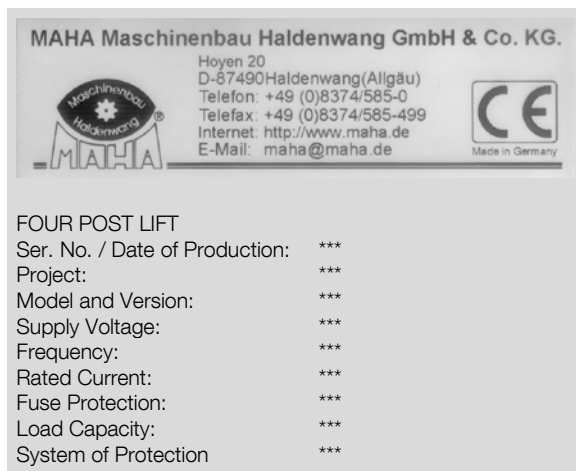 MAHA Maschinenbau Haldenwang GmbH & Co. KG.
Hoyen 20
D-87490Haldenwang(Allgäu)
Telefon: +49 (0)8374/585-0
Telefax: +49 (0)8374/585-499
Internet: http://www.maha.de
E-Mail: maha@maha.de
Maschinenbau
Haldenwang
®
MAHA
CE
Made in Germany
FOUR POST LIFT
Ser. No. / Date of Production: ***
Project: ***
Model and Version: ***
Supply Voltage: ***
Frequency: ***
Rated Current: ***
Fuse Protection: ***
Load Capacity: ***
System of Protection ***